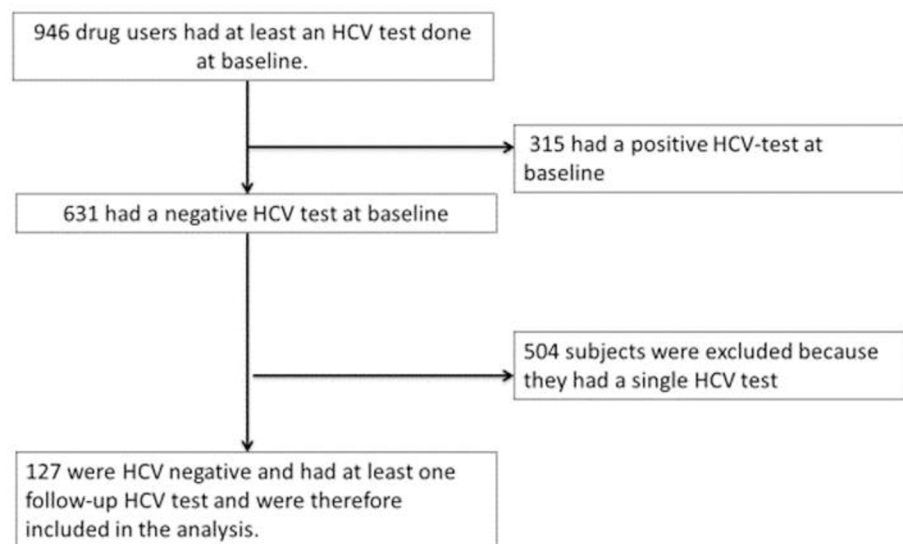 946 drug users had at least an HCV test done
at baseline.
315 had a positive HCV-test at
baseline
631 had a negative HCV test at baseline
504 subjects were excluded because
they had a single HCV test
127 were HCV negative and had at least one
follow-up HCV test and were therefore
included in the analysis.